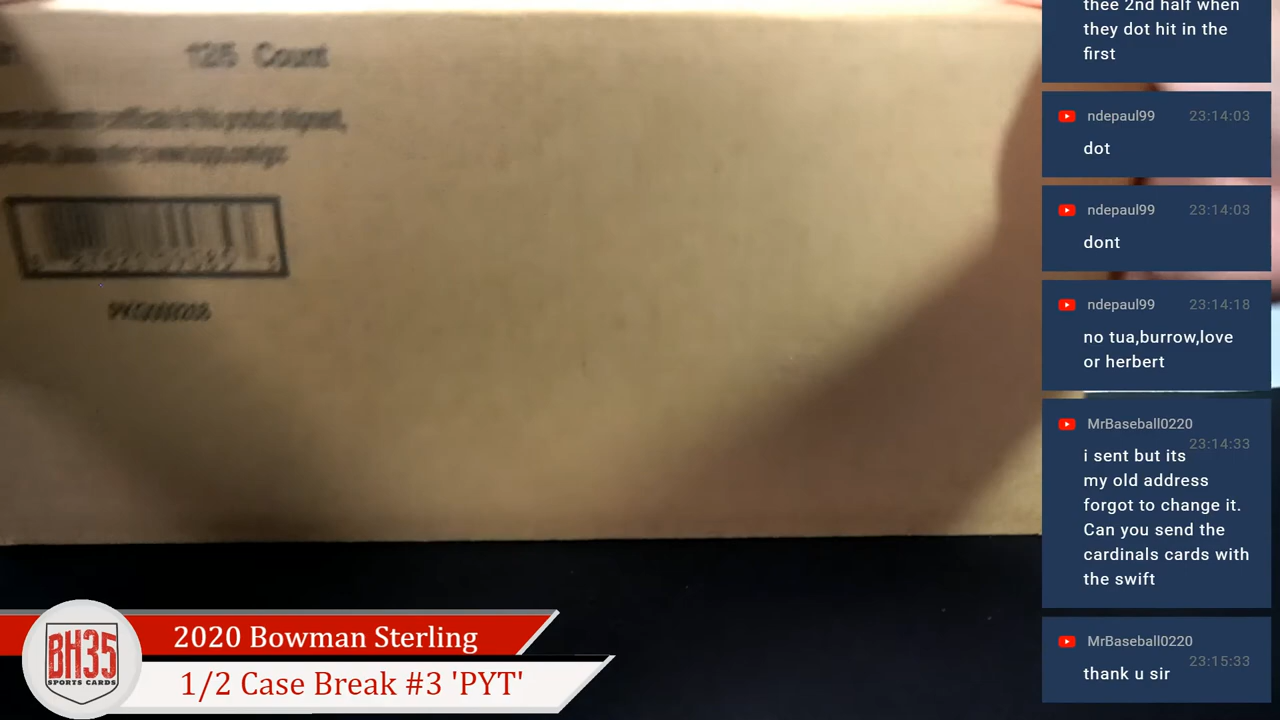 Count
thee 2nd half when
they dot hit in the
first
ndepaul99 23:14:03
dot
ndepaul99 23:14:03
dont
ndepaul99 23:14:18
no tua,burrow,love
or herbert
MrBaseball0220
23:14:33
i sent but its
my old address
forgot to change it.
Can you send the
cardinals cards with
the swift
MrBaseball0220
23:15:33
thank u sir
BH35
SPORTS CARDS
2020 Bowman Sterling
1/2 Case Break #3 'PYT'